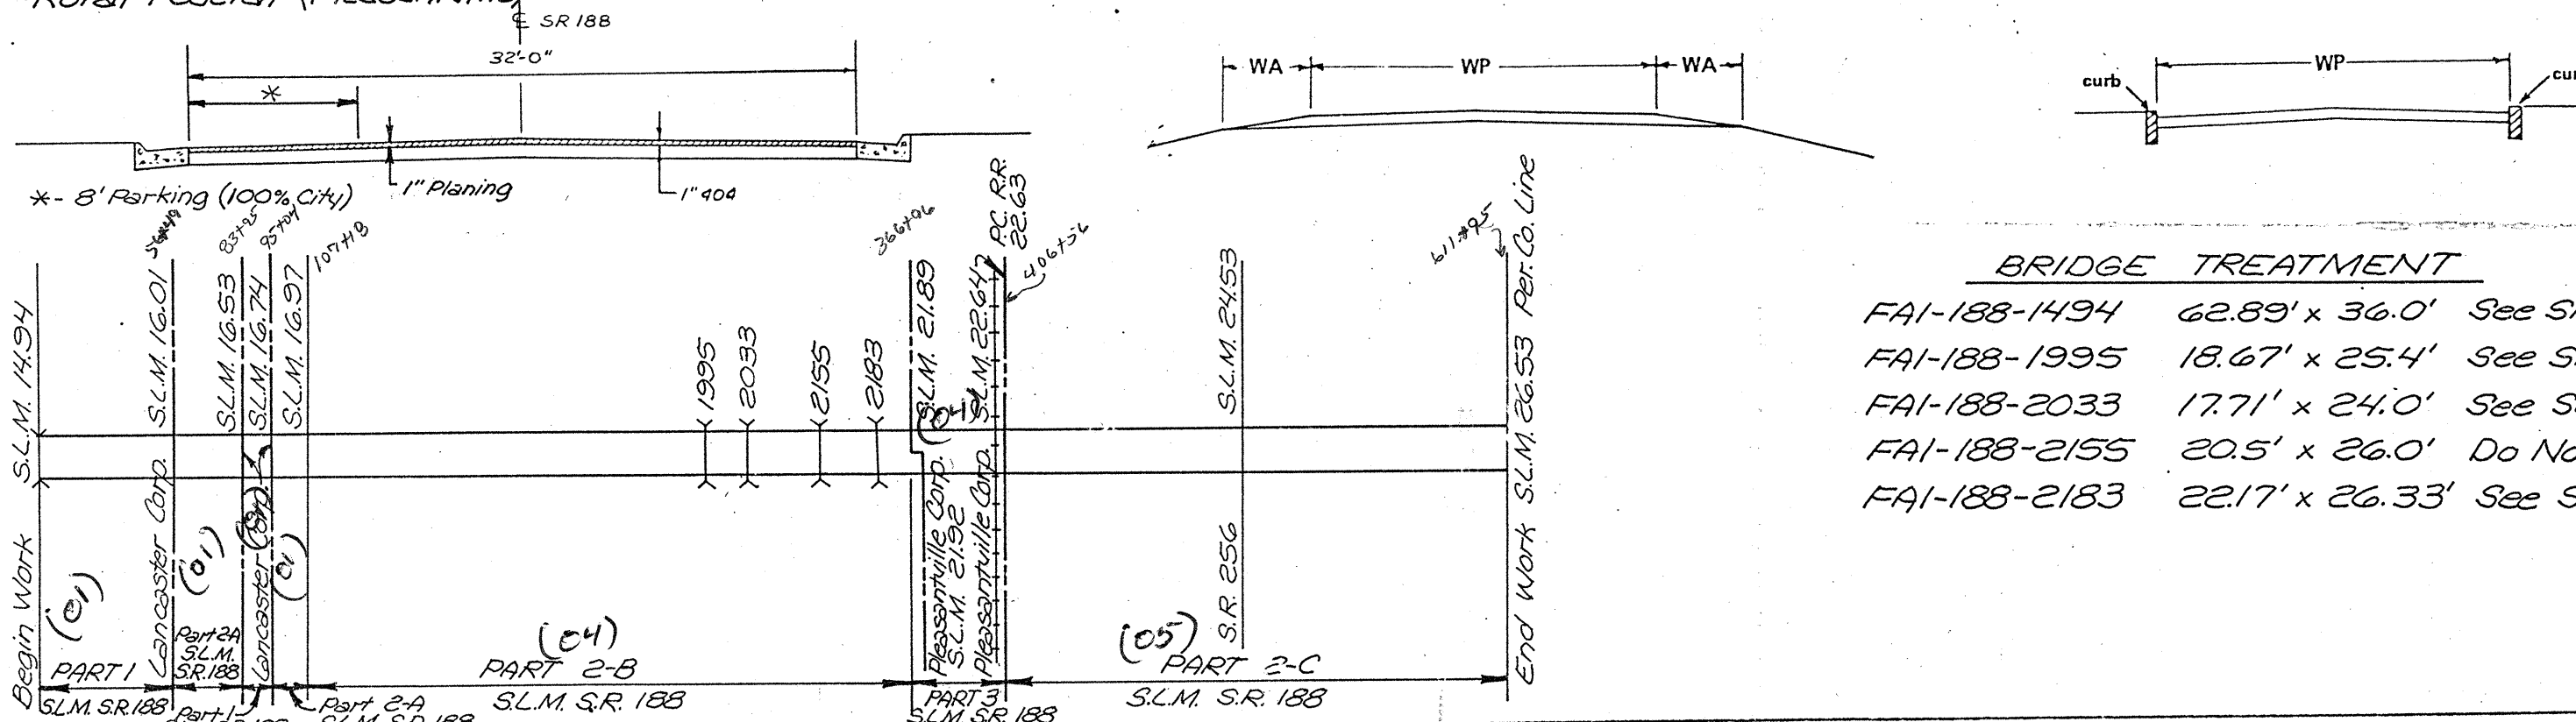 ℄ SR 188
32'-0"
*
1" Planing
1" 404
*- 8' Parking (100% City)
WA WP WA
curb WP
BRIDGE TREATMENT
FAI-188-1494 62.89' x 36.0' See
FAI-188-1995 18.67' x 25.4' See
FAI-188-2033 17.71' x 24.0' See
FAI-188-2155 20.5' x 26.0' Do
FAI-188-2183 22.17' x 26.33' See
83+95
95+04
107+18
366+96
406+56
611+95
P.C. R.R.
22.63
Begin Work S.L.M. 14.94
Lancaster Corp. S.L.M. 16.01
S.L.M. 16.53
Lancaster Corp. S.L.M. 16.74
S.L.M. 16.97
1995
2033
2155
2183
S.L.M. 21.89
Pleasantville Corp.
S.L.M. 21.92
Pleasantville Corp. S.L.M. 22.647
S.R. 256 S.L.M. 24.53
End Work S.L.M. 26.53 Per. Co. Line
(01)
(01)
(01)
(04)
(04)
(05)
PART 1
S.L.M. S.R. 188
Part 2A
S.L.M.
S.R. 188
Part-1
Part 2-A
S.L.M. S.R. 188
PART 2-B
S.L.M. S.R. 188
PART 3
S.L.M. S.R. 188
PART 2-C
S.L.M. S.R. 188